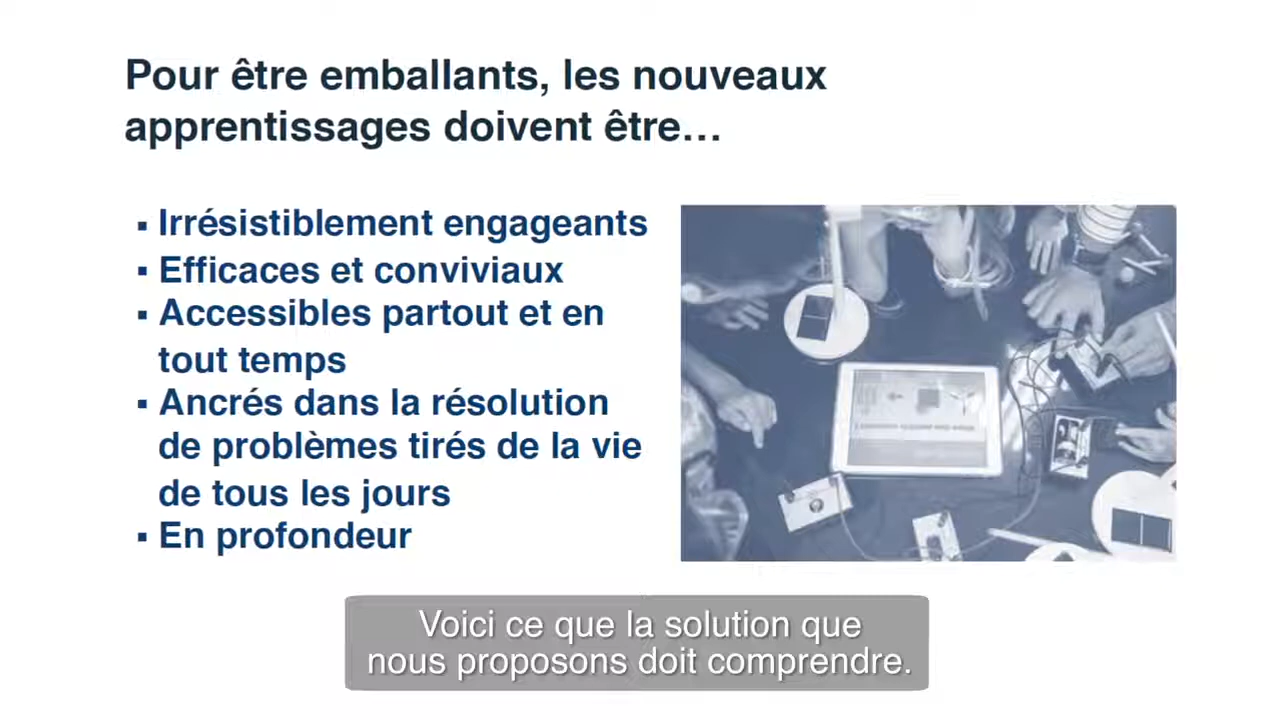 Pour être emballants, les nouveaux
apprentissages doivent être…
▪ Irrésistiblement engageants
▪ Efficaces et conviviaux
▪ Accessibles partout et en
tout temps
▪ Ancrés dans la résolution
de problèmes tirés de la vie
de tous les jours
▪ En profondeur
Voici ce que la solution que
nous proposons doit comprendre.